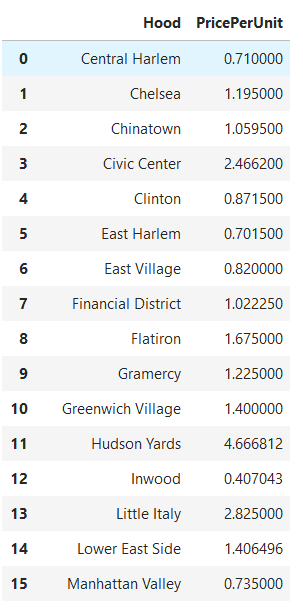 Hood PricePerUnit
0 Central Harlem 0.710000
1 Chelsea 1.195000
2 Chinatown 1.059500
3 Civic Center 2.466200
4 Clinton 0.871500
5 East Harlem 0.701500
6 East Village 0.820000
7 Financial District 1.022250
8 Flatiron 1.675000
9 Gramercy 1.225000
10 Greenwich Village 1.400000
11 Hudson Yards 4.666812
12 Inwood 0.407043
13 Little Italy 2.825000
14 Lower East Side 1.406496
15 Manhattan Valley 0.735000